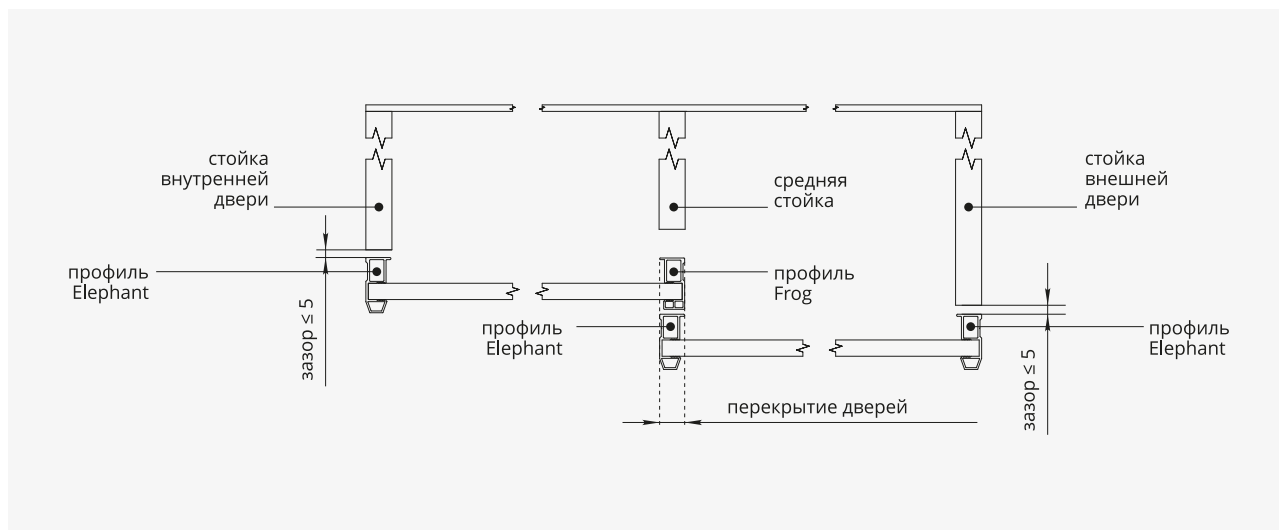 стойка
внутренней
двери
средняя
стойка
стойка
внешней
двери
профиль
Elephant
зазор ≤ 5
профиль
Frog
профиль
Elephant
профиль
Elephant
зазор ≤ 5
перекрытие дверей